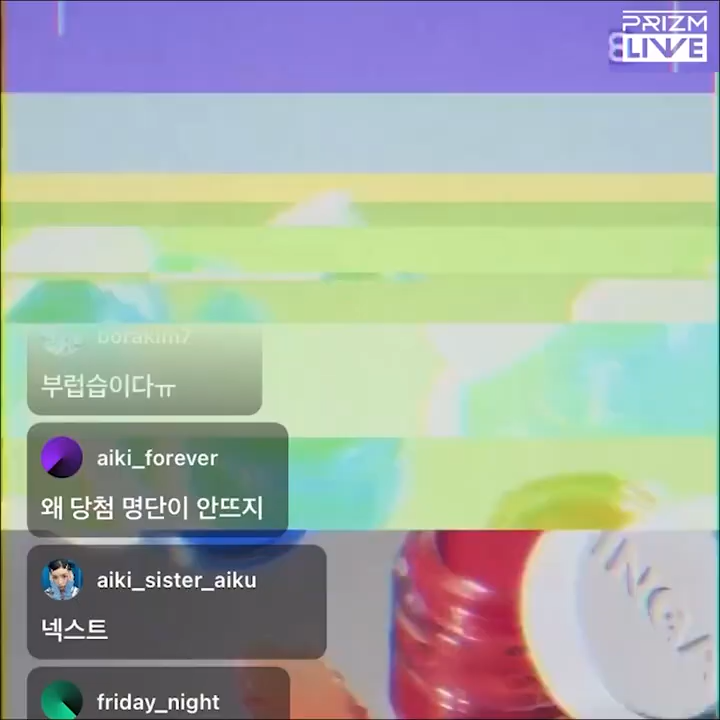 PRIZM
LIVE
borakim7
부럽습이다ㅠ
aiki_forever
왜 당첨 명단이 안뜨지
aiki_sister_aiku
넥스트
friday_night